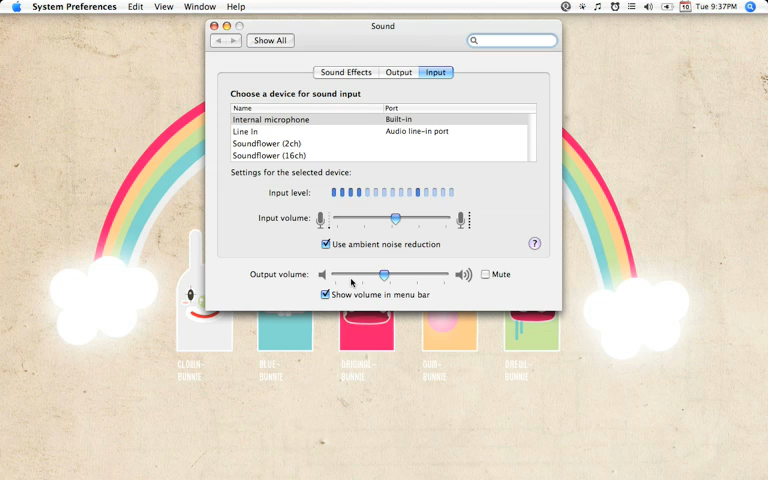 System Preferences Edit View Window Help
10 Tue 9:37PM
Sound
Show All
Sound Effects Output Input
Choose a device for sound input
Name Port
Internal microphone Built-in
Line In Audio line-in port
Soundflower (2ch)
Soundflower (16ch)
Settings for the selected device:
Input level:
Input volume:
Use ambient noise reduction
?
Output volume: Mute
Show volume in menu bar
CLOWN-
BUNNIE
BLUE-
BUNNIE
ORIGINAL-
BUNNIE
GUM-
BUNNIE
BUNNIE